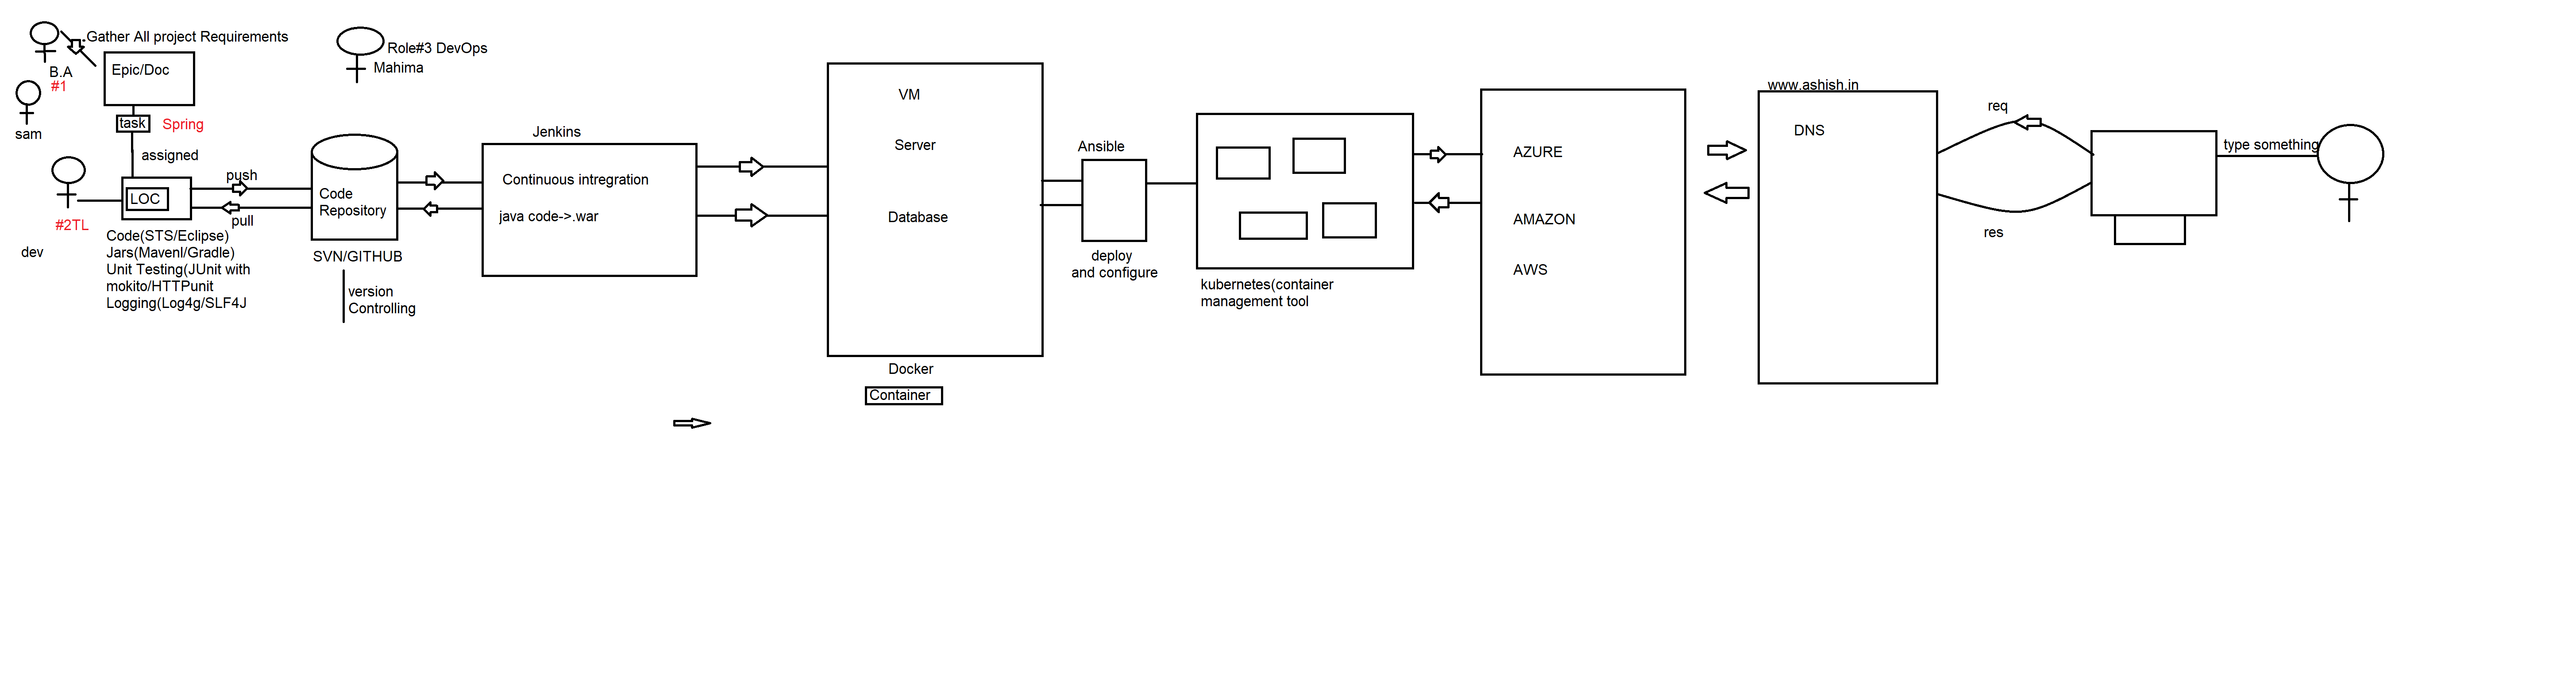 .Gather All project Requirements
Epic/Doc
B.A
#1
sam
task
Spring
assigned
LOC
#2TL
dev
push
pull
Code(STS/Eclipse)
Jars(Mavenl/Gradle)
Unit Testing(JUnit with
mokito/HTTPunit
Logging(Log4g/SLF4J
Role#3 DevOps
Mahima
Code
Repository
SVN/GITHUB
version
Controlling
Jenkins
Continuous intregration
java code->.war
VM
Server
Database
Docker
Container
Ansible
deploy
and configure
kubernetes(container
management tool
AZURE
AMAZON
AWS
www.ashish.in
DNS
req
res
type something